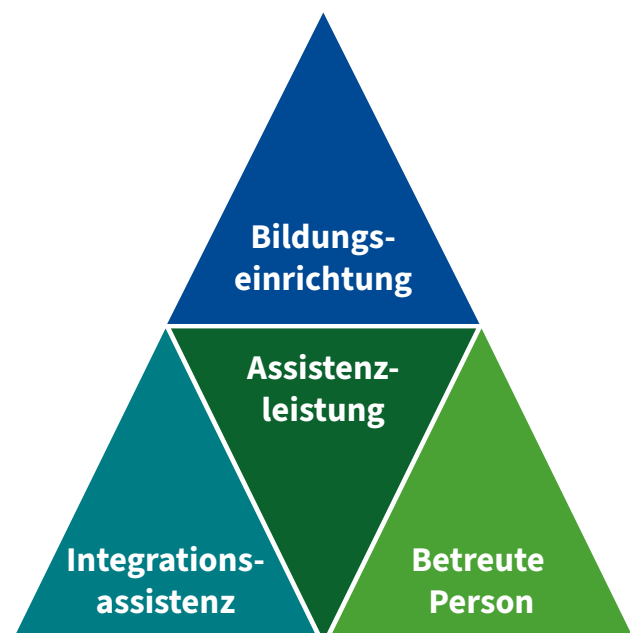 Bildungs-
einrichtung
Assistenz-
leistung
Integrations-
assistenz
Betreute
Person